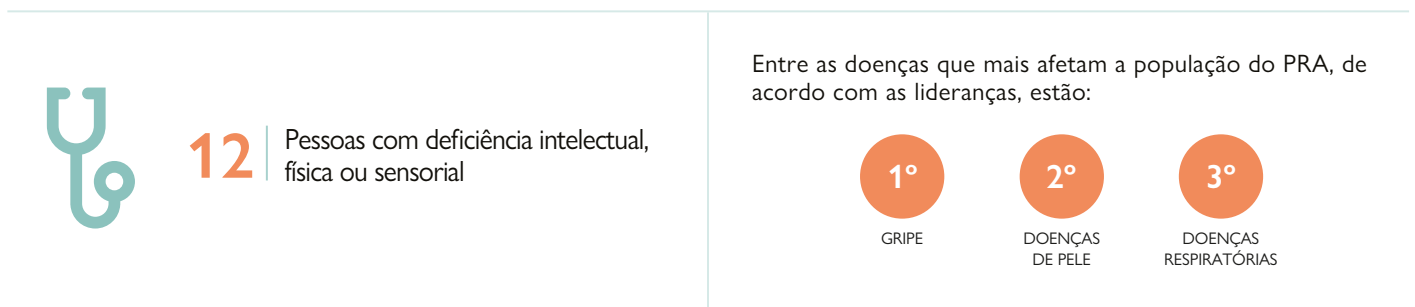 12
Pessoas com deficiência intelectual,
física ou sensorial
Entre as doenças que mais afetam a população do PRA, de
acordo com as lideranças, estão:
1º
GRIPE
2º
DOENÇAS
DE PELE
3º
DOENÇAS
RESPIRATÓRIAS